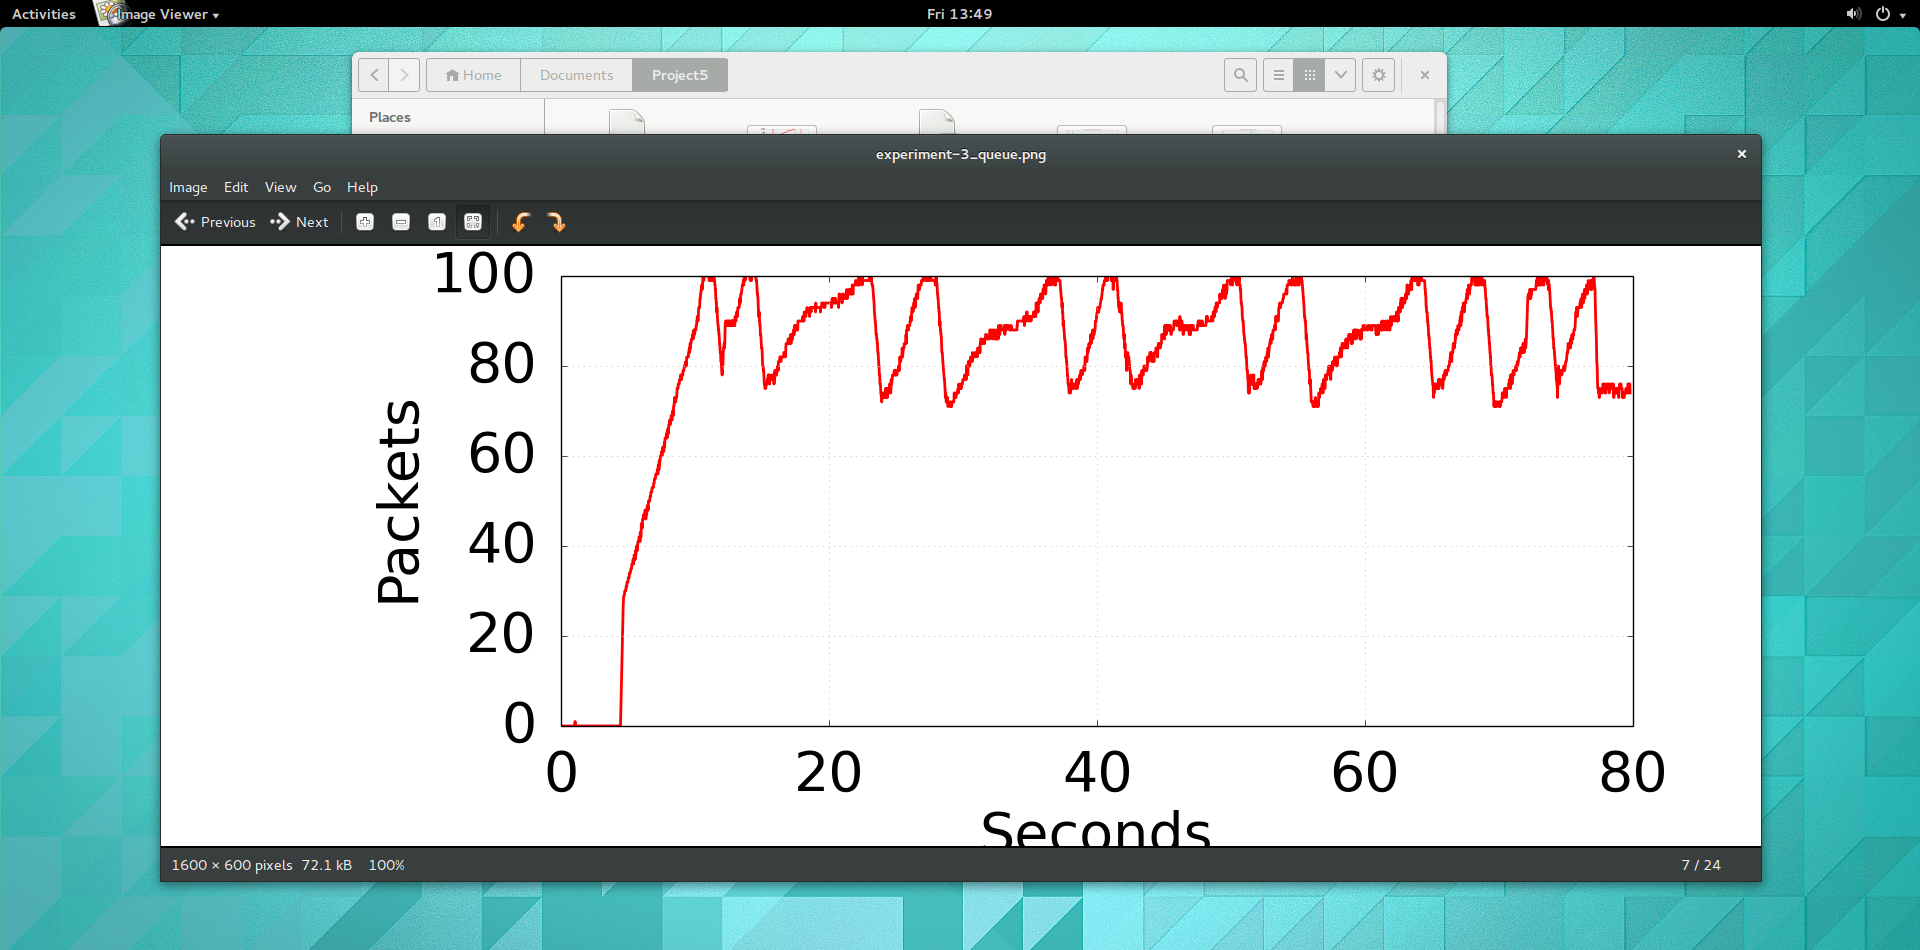 Activities
Image Viewer
Fri 13:49
Home
Documents
Project5
Places
experiment-3_queue.png
Image
Edit
View
Go
Help
Previous
Next
100
80
60
40
20
0
Packets
0
20
40
60
80
Seconds
1600 × 600 pixels
72.1 kB
100%
7 / 24